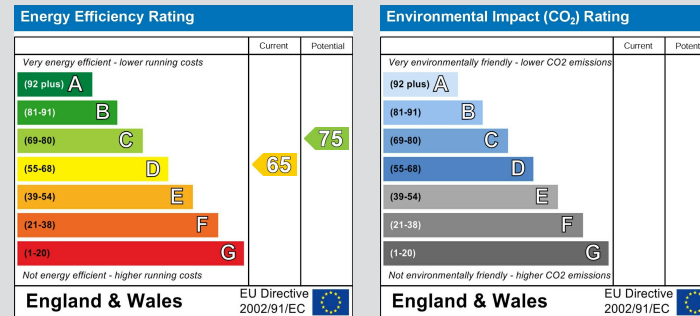 Energy Efficiency Rating
Current Potential
Very energy efficient - lower running costs
(92 plus) A
(81-91) B
(69-80) C
(55-68) D
(39-54) E
(21-38) F
(1-20) G
65
75
Not energy efficient - higher running costs
England & Wales
EU Directive
2002/91/EC
Environmental Impact (CO₂) Rating
Current Potent
Very environmentally friendly - lower CO2 emissions
(92 plus) A
(81-91) B
(69-80) C
(55-68) D
(39-54) E
(21-38) F
(1-20) G
Not environmentally friendly - higher CO2 emissions
England & Wales
EU Directive
2002/91/EC